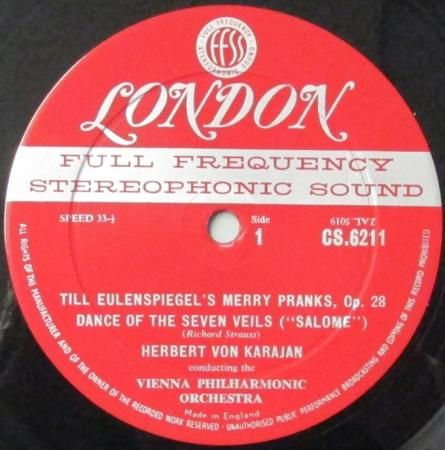 FULL FREQUENCY
ffss
STEREOPHONIC SOUND
LONDON
FULL FREQUENCY
STEREOPHONIC SOUND
SPEED 33⅓
Side
1
ZAL. 5019
CS.6211
TILL EULENSPIEGEL'S MERRY PRANKS, Op. 28
DANCE OF THE SEVEN VEILS ("SALOME")
(Richard Strauss)
HERBERT VON KARAJAN
conducting the
VIENNA PHILHARMONIC
ORCHESTRA
Made in England
ALL RIGHTS OF THE MANUFACTURER AND OF THE OWNER OF THE RECORDED WORK RESERVED - UNAUTHORISED PUBLIC PERFORMANCE BROADCASTING AND COPYING OF THIS RECORD PROHIBITED